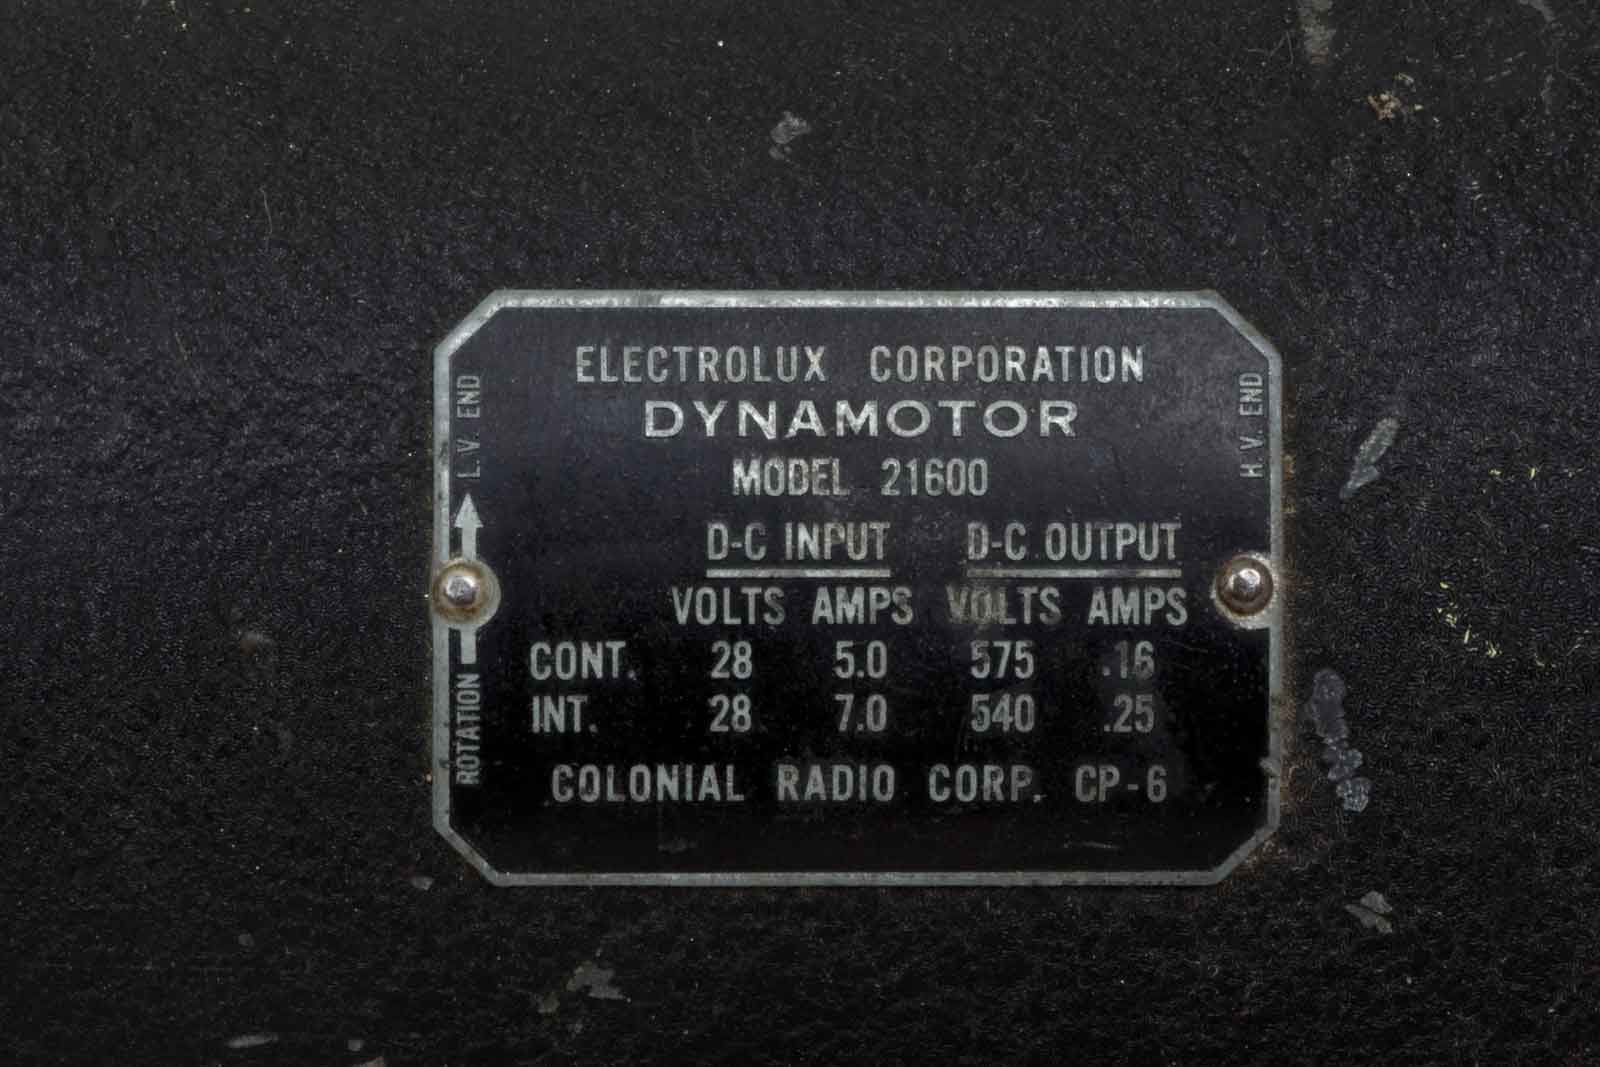 ELECTROLUX CORPORATION
DYNAMOTOR
MODEL 21600
D-C INPUT D-C OUTPUT
VOLTS AMPS VOLTS AMPS
CONT. 28 5.0 575 .16
INT. 28 7.0 540 .25
COLONIAL RADIO CORP. CP-6
ROTATION L.V. END
H.V. END